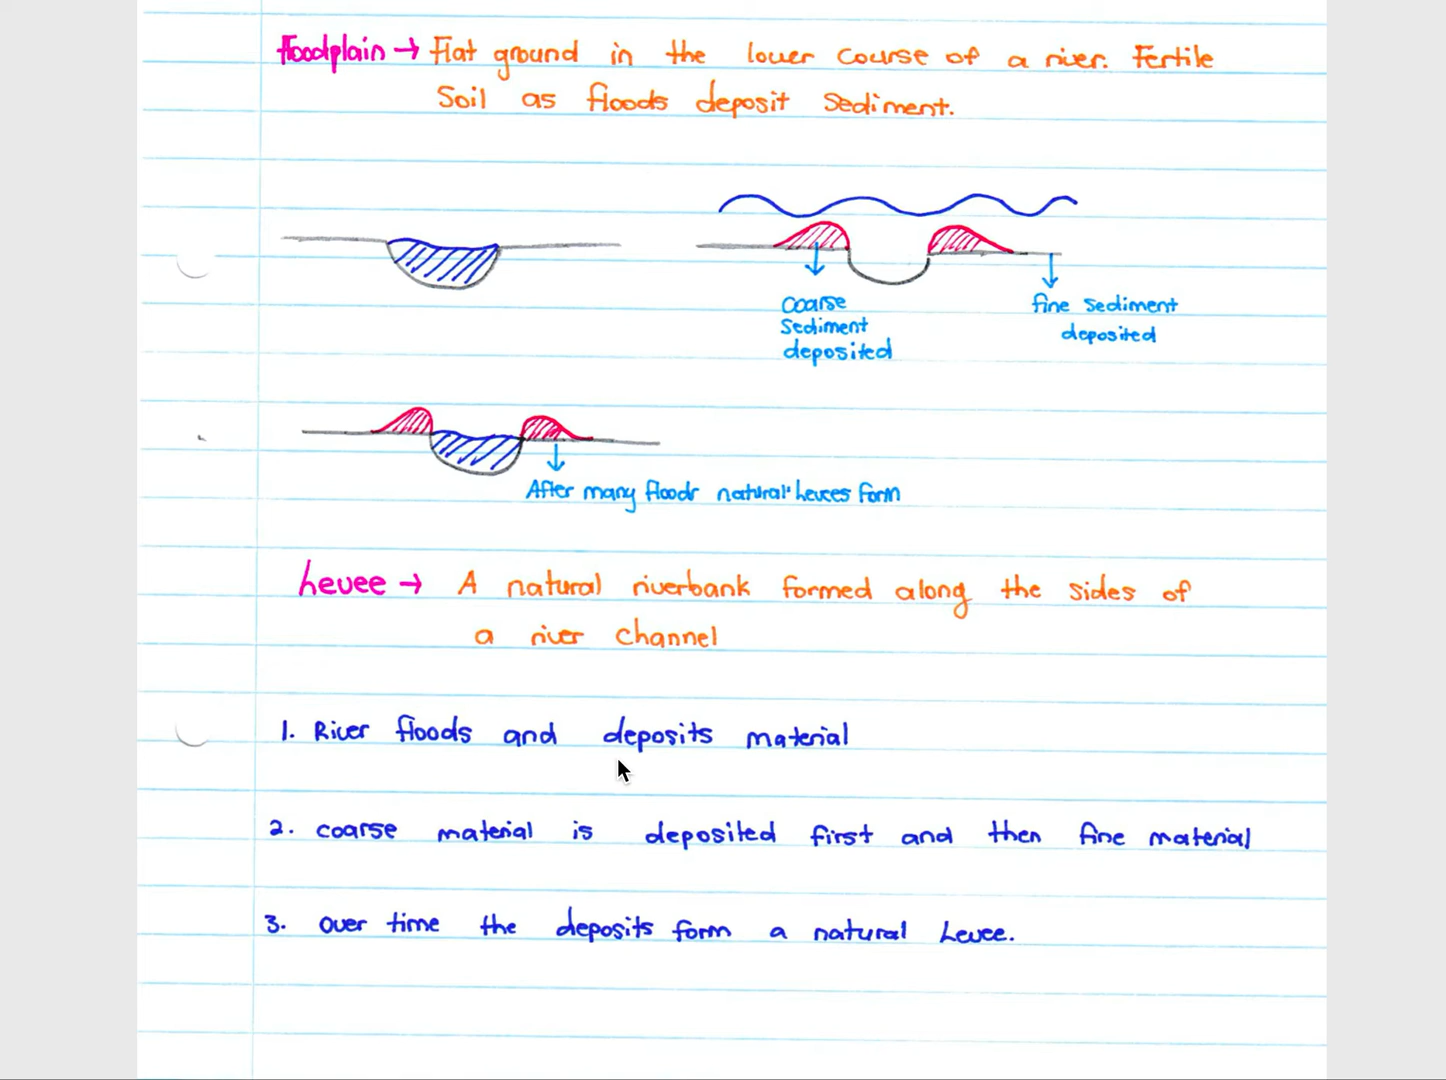 Floodplain → Flat ground in the lower course of a river. Fertile
Soil as floods deposit sediment.
coarse
sediment
deposited
fine sediment
deposited
After many floods natural levees form
Levee → A natural riverbank formed along the sides of
a river channel
1. River floods and deposits material
2. coarse material is deposited first and then fine material
3. Over time the deposits form a natural Levee.